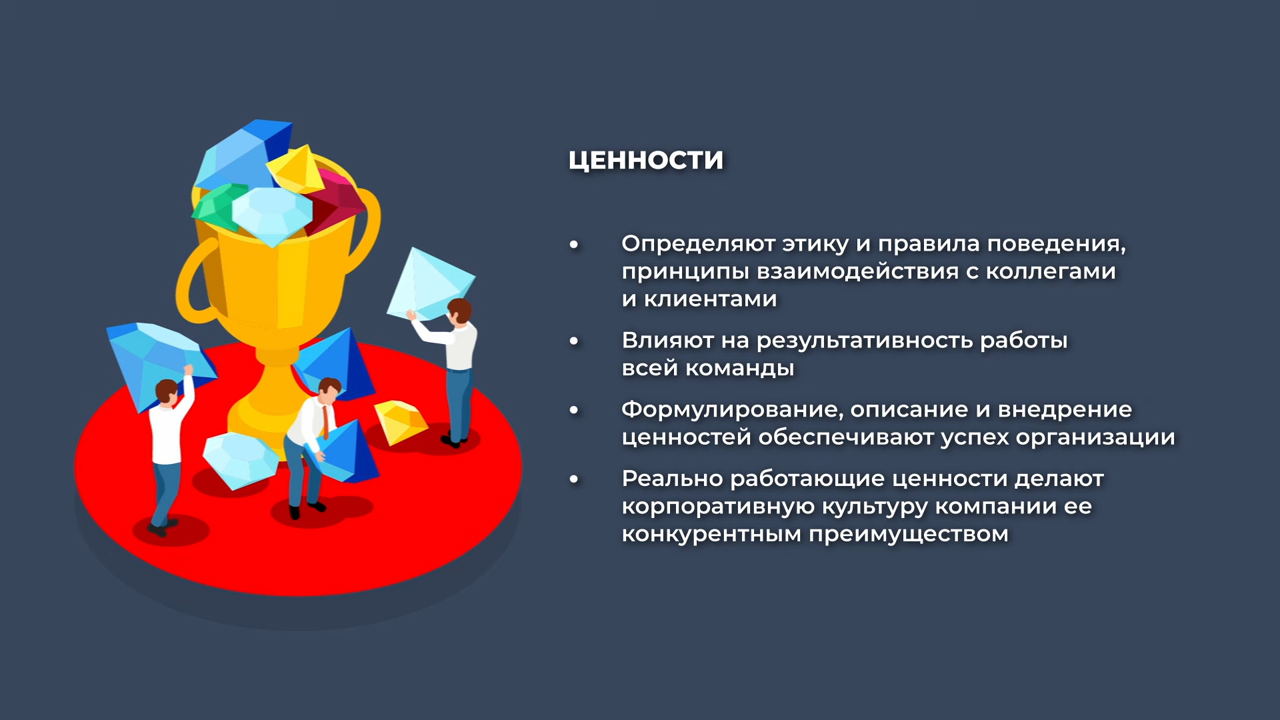 ЦЕННОСТИ
• Определяют этику и правила поведения,
принципы взаимодействия с коллегами
и клиентами
• Влияют на результативность работы
всей команды
• Формулирование, описание и внедрение
ценностей обеспечивают успех организации
• Реально работающие ценности делают
корпоративную культуру компании ее
конкурентным преимуществом